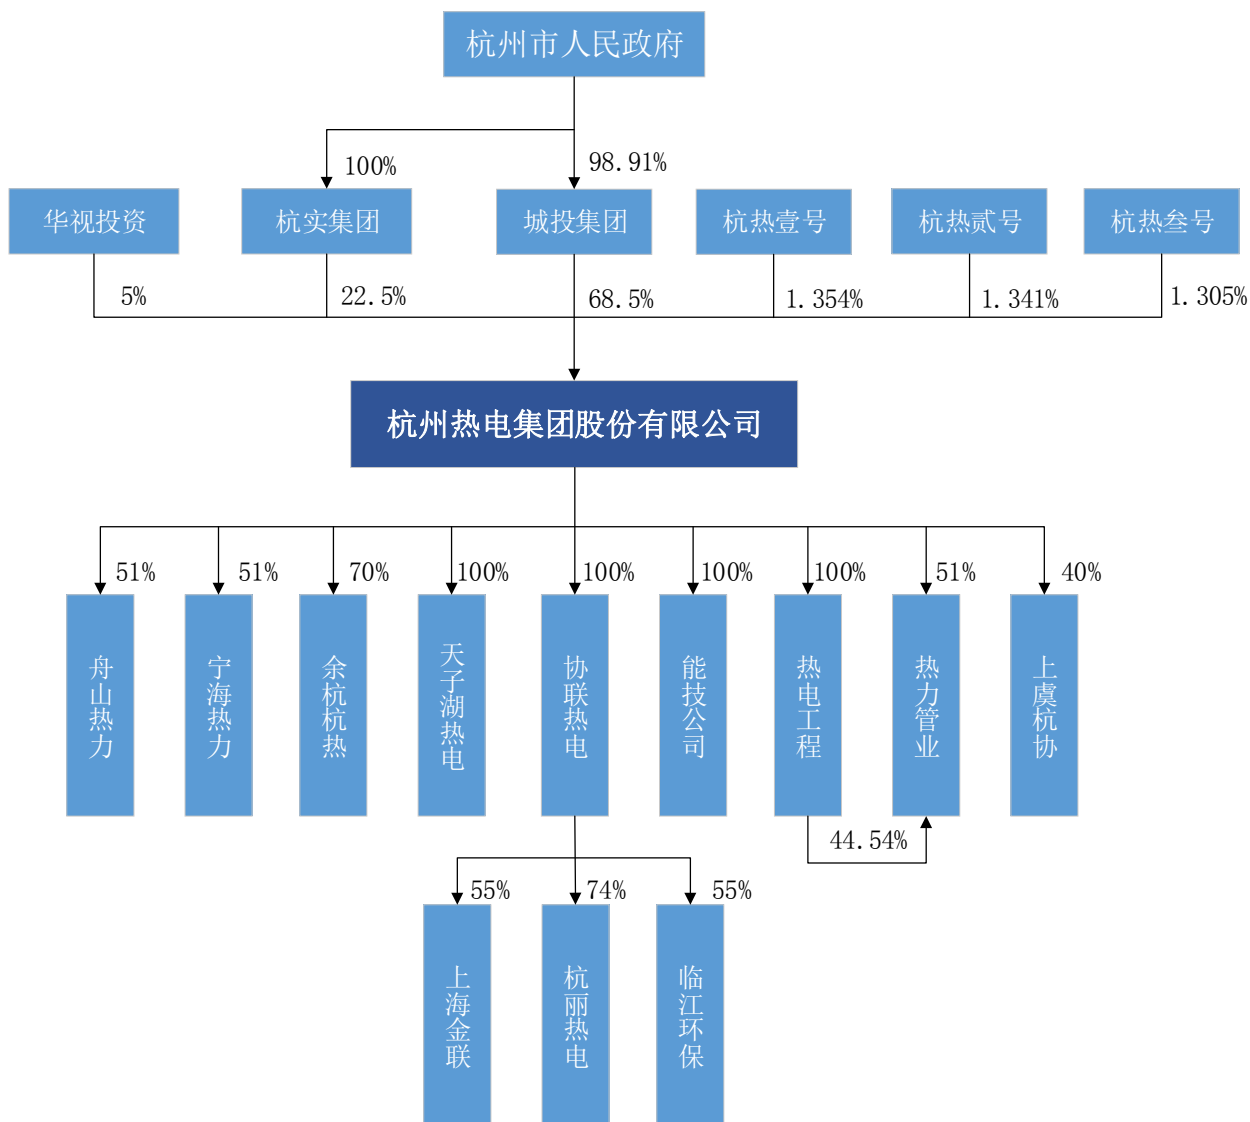 杭州市人民政府
100%
98.91%
华视投资
杭实集团
城投集团
杭热壹号
杭热贰号
杭热叁号
5%
22.5%
68.5%
1.354%
1.341%
1.305%
杭州热电集团股份有限公司
51%
51%
70%
100%
100%
100%
100%
51%
40%
舟山热力
宁海热力
余杭杭热
天子湖热电
协联热电
能技公司
热电工程
热力管业
上虞杭协
44.54%
55%
74%
55%
上海金联
杭丽热电
临江环保